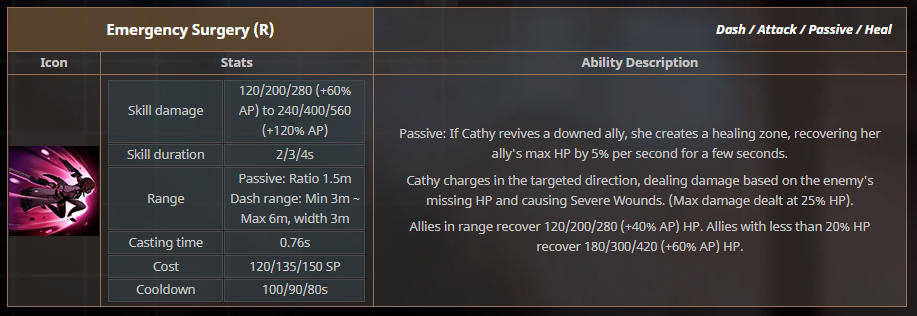 Emergency Surgery (R)
Dash / Attack / Passive / Heal
Icon
Stats
Ability Description
Skill damage
120/200/280 (+60%
AP) to 240/400/560
(+120% AP)
Skill duration
2/3/4s
Range
Passive: Ratio 1.5m
Dash range: Min 3m ~
Max 6m, width 3m
Casting time
0.76s
Cost
120/135/150 SP
Cooldown
100/90/80s
Passive: If Cathy revives a downed ally, she creates a healing zone, recovering her
ally's max HP by 5% per second for a few seconds.
Cathy charges in the targeted direction, dealing damage based on the enemy's
missing HP and causing Severe Wounds. (Max damage dealt at 25% HP).
Allies in range recover 120/200/280 (+40% AP) HP. Allies with less than 20% HP
recover 180/300/420 (+60% AP) HP.